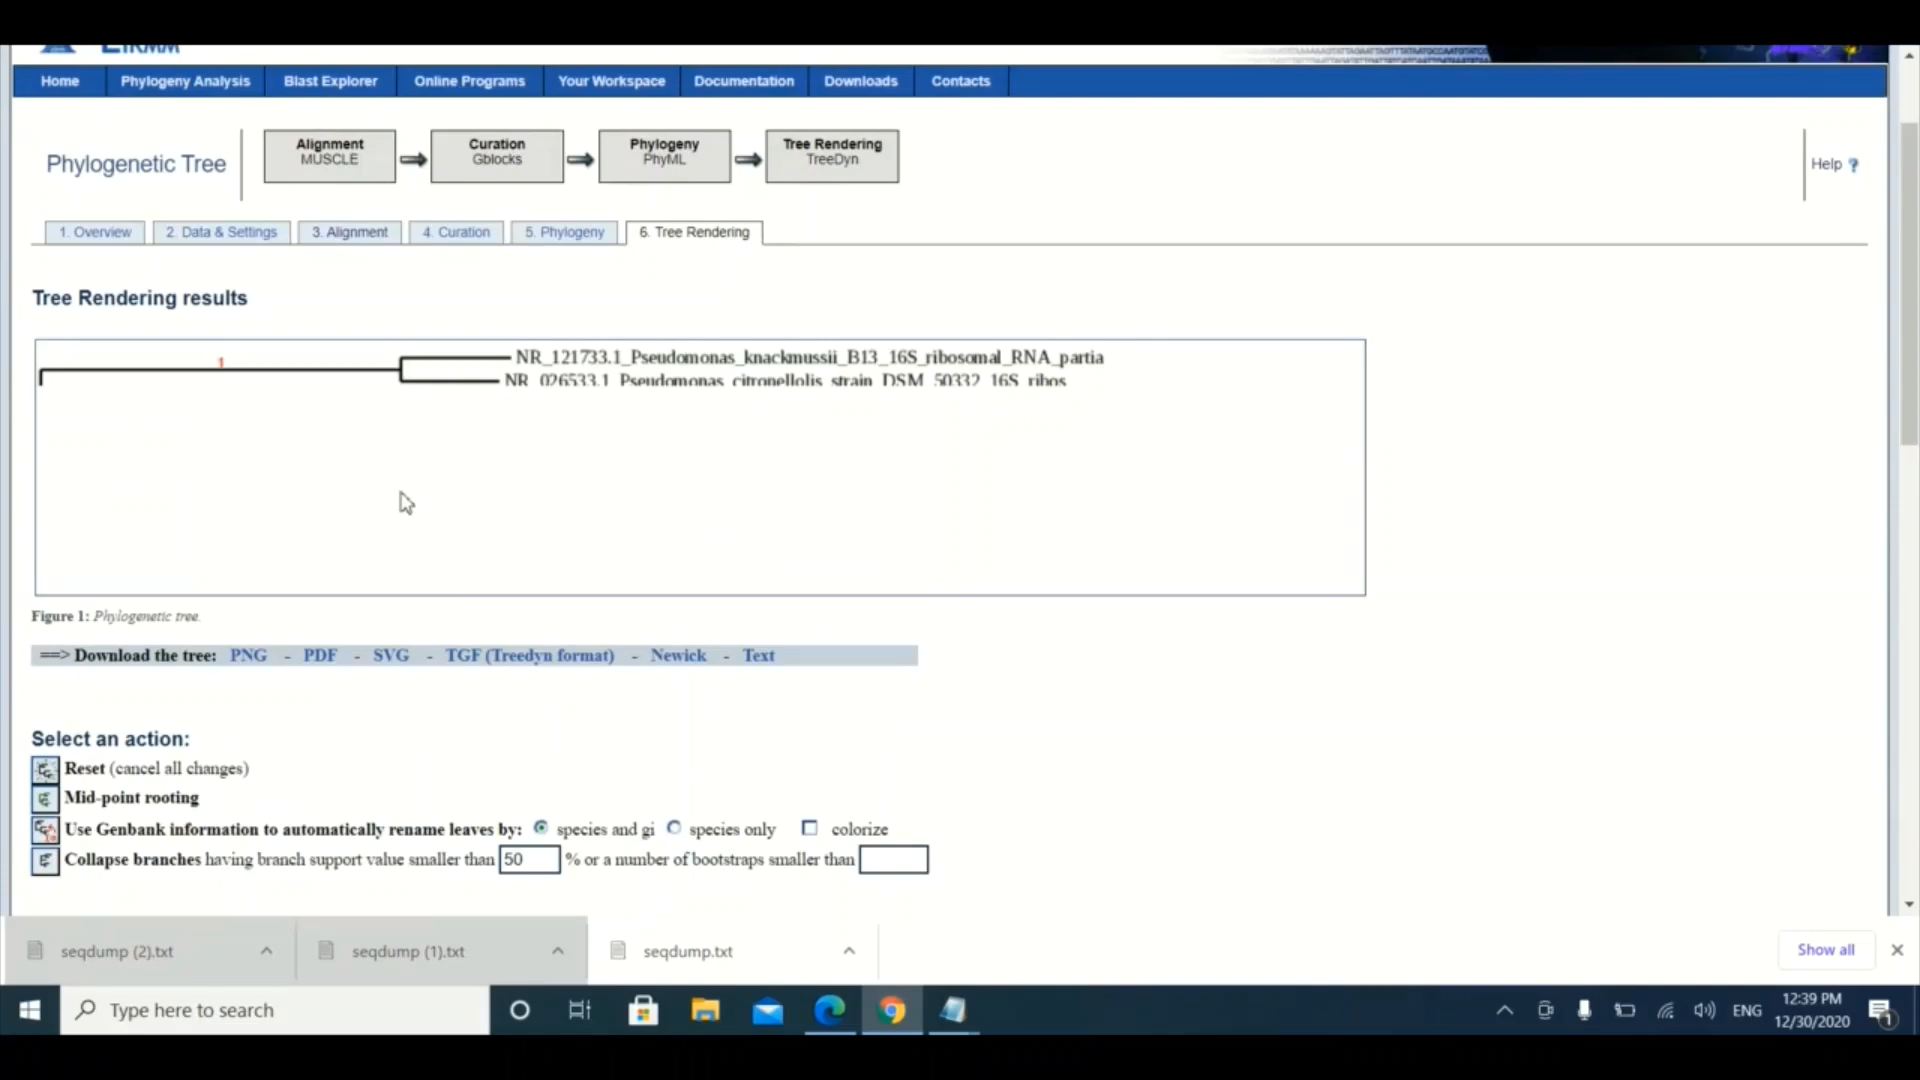 LIRMM
Home Phylogeny Analysis Blast Explorer Online Programs Your Workspace Documentation Downloads Contacts
Phylogenetic Tree
Alignment
MUSCLE
Curation
Gblocks
Phylogeny
PhyML
Tree Rendering
TreeDyn
Help ?
1. Overview 2. Data & Settings 3. Alignment 4. Curation 5. Phylogeny 6. Tree Rendering
Tree Rendering results
1
NR_121733.1_Pseudomonas_knackmussii_B13_16S_ribosomal_RNA_partia
NR_026533.1_Pseudomonas_citronellolis_strain_DSM_50332_16S_ribos
Figure 1: Phylogenetic tree.
==> Download the tree: PNG - PDF - SVG - TGF (Treedyn format) - Newick - Text
Select an action:
Reset (cancel all changes)
Mid-point rooting
Use Genbank information to automatically rename leaves by: species and gi species only colorize
Collapse branches having branch support value smaller than 50 % or a number of bootstraps smaller than
seqdump (2).txt seqdump (1).txt seqdump.txt Show all
Type here to search
ENG
12:39 PM
12/30/2020
1